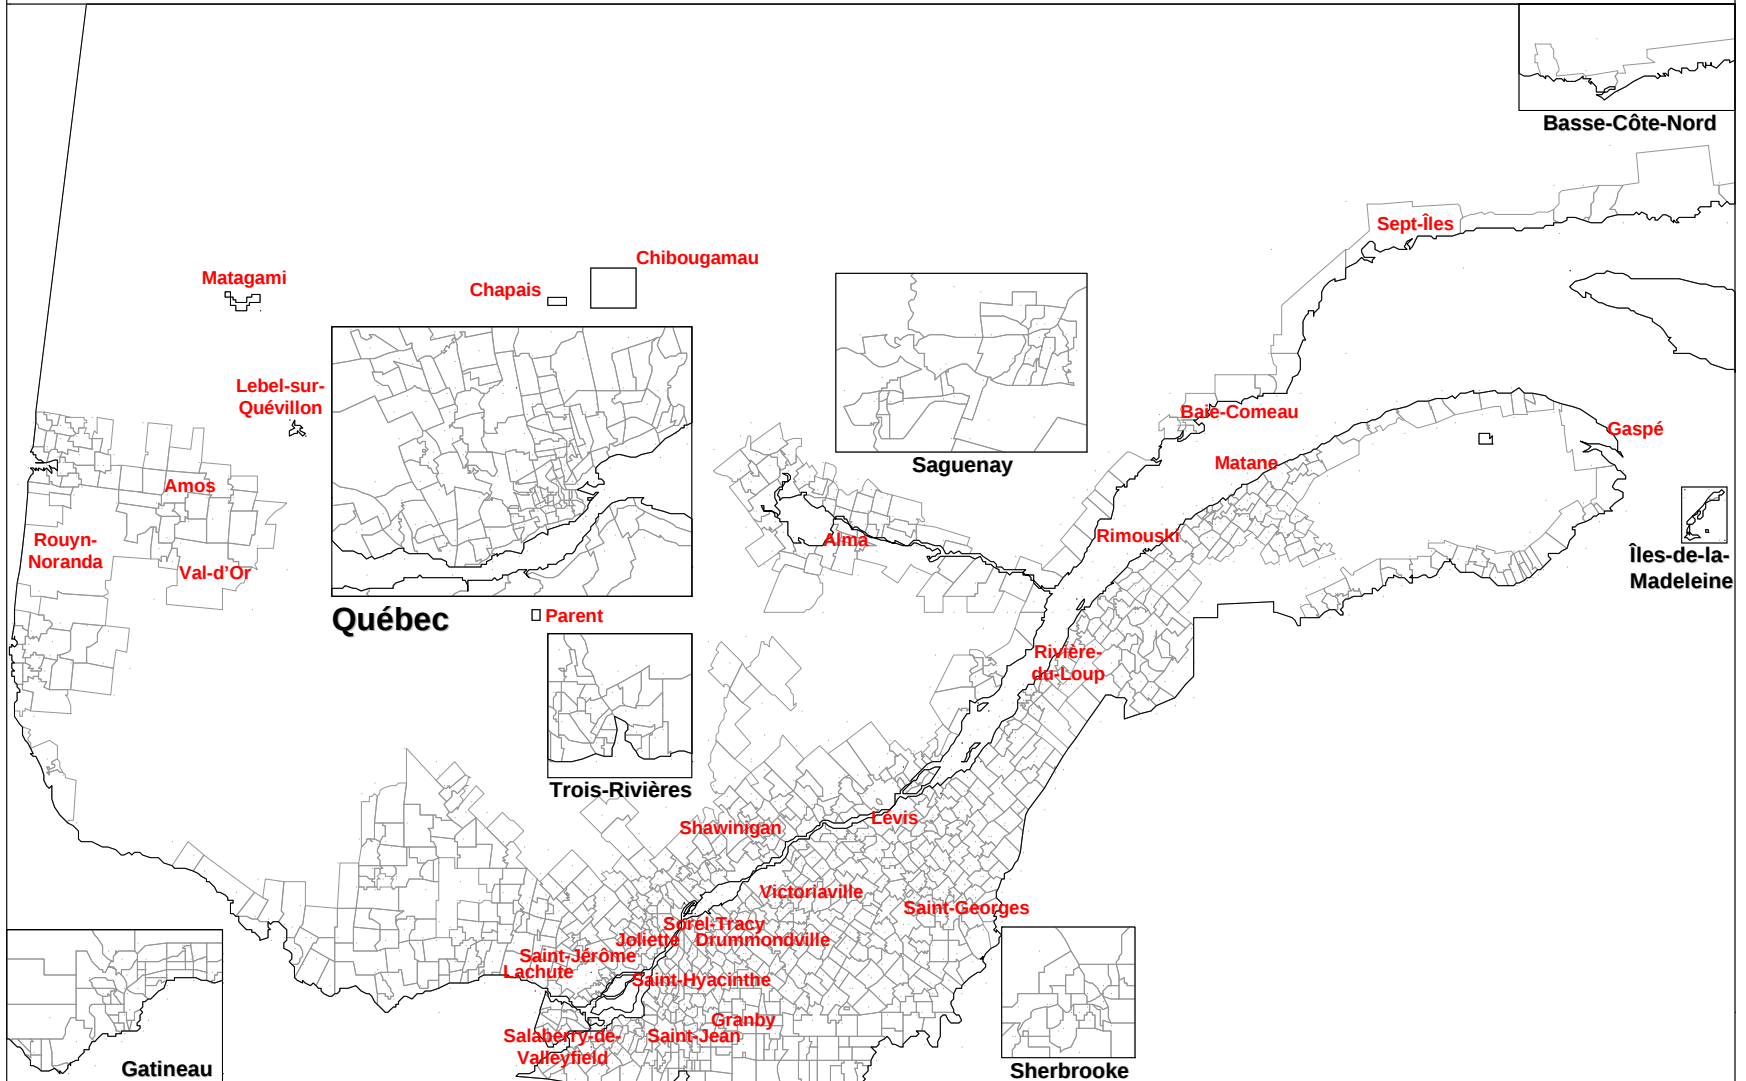 Basse-Côte-Nord
Sept-Îles
Chibougamau
Matagami
Chapais
Lebel-sur-
Quévillon
Baie-Comeau
Gaspé
Matane
Saguenay
Amos
Rimouski
Alma
Rouyn-
Noranda
Val-d’Or
Îles-de-la-
Madeleine
Québec
Parent
Rivière-
du-Loup
Trois-Rivières
Lévis
Shawinigan
Victoriaville
Saint-Georges
Sorel-Tracy
Joliette
Drummondville
Saint-Jérôme
Lachute
Saint-Hyacinthe
Granby
Salaberry-de-
Valleyfield
Saint-Jean
Gatineau
Sherbrooke